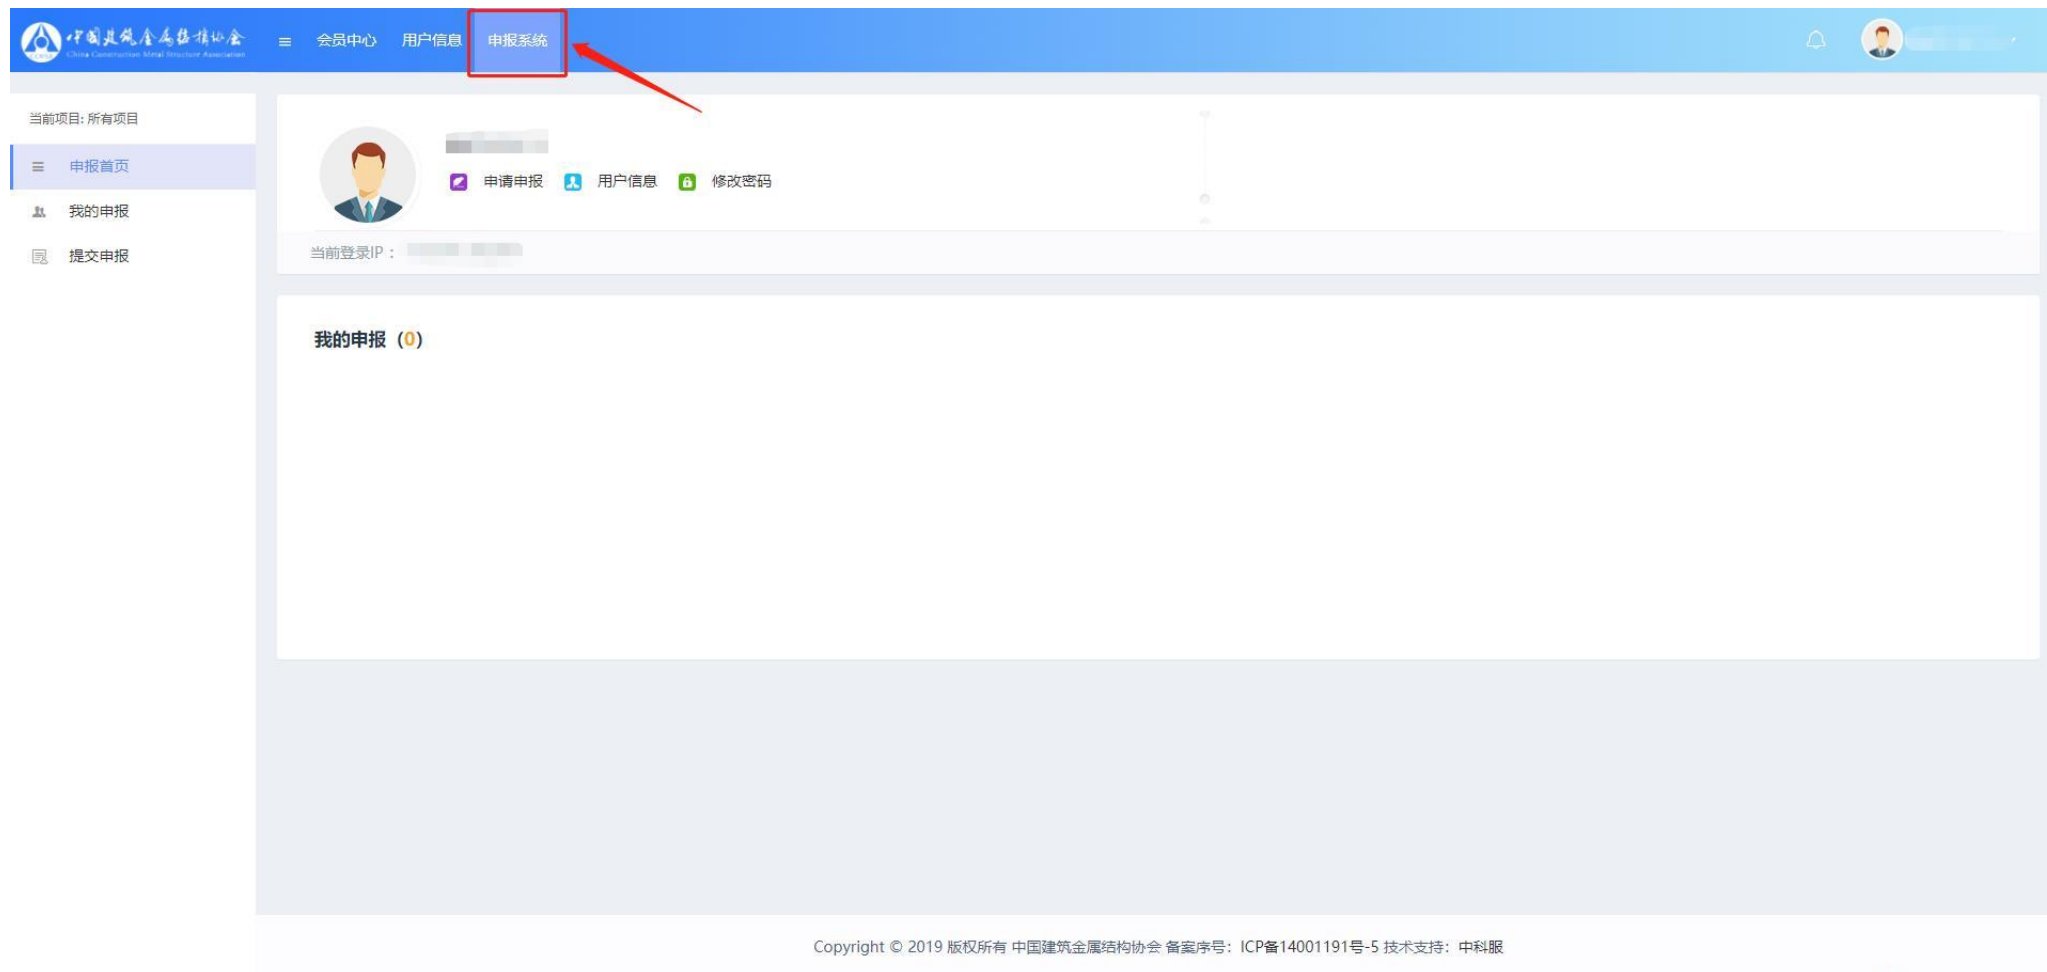 中国建筑金属结构协会
China Construction Metal Structure Association
会员中心 用户信息 申报系统
当前项目: 所有项目
申报首页
我的申报
提交申报
申请申报 用户信息 修改密码
当前登录IP：
我的申报（0）
Copyright © 2019 版权所有 中国建筑金属结构协会 备案序号：ICP备14001191号-5 技术支持：中科服